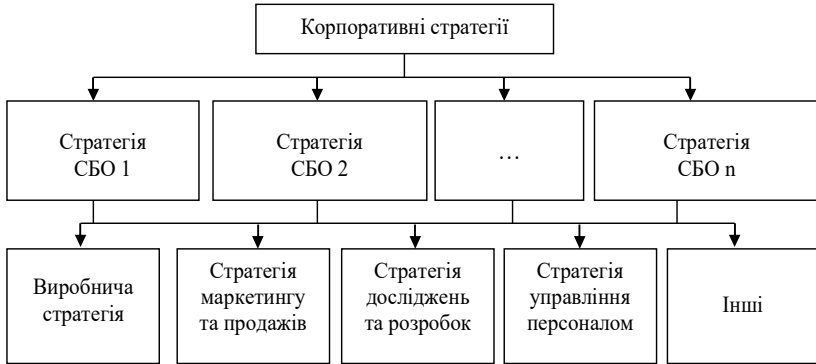 Корпоративні стратегії
Стратегія
СБО 1
Стратегія
СБО 2
…
Стратегія
СБО n
Виробнича
стратегія
Стратегія
маркетингу
та продажів
Стратегія
досліджень
та розробок
Стратегія
управління
персоналом
Інші